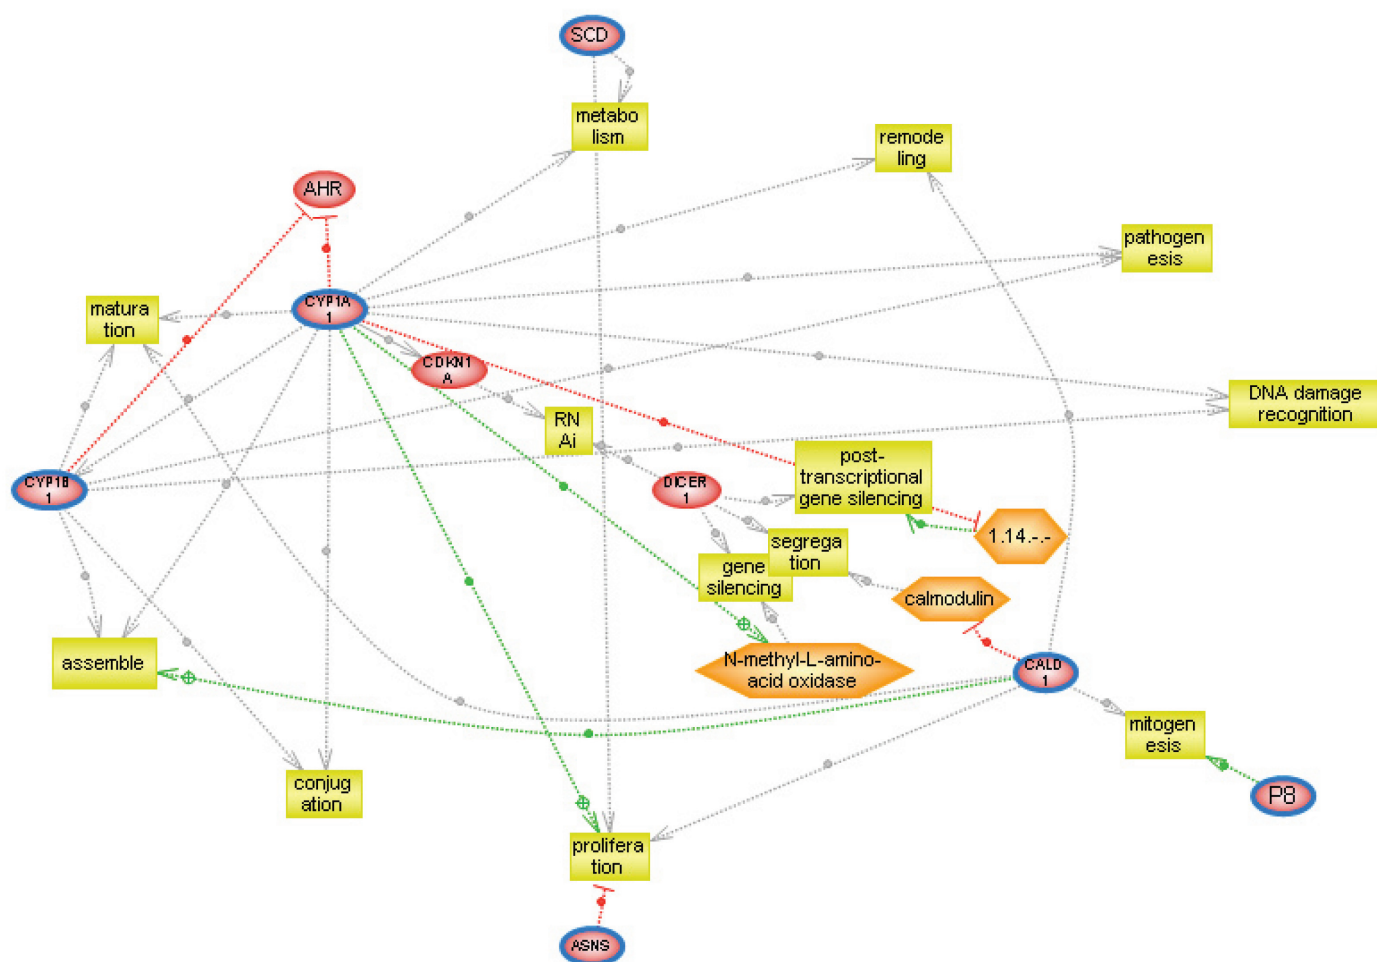 SCD
metabo
lism
remode
ling
AHR
pathogen
esis
CYP1A
1
matura
tion
CDKN1
A
DNA damage
recognition
RN
Ai
post-
transcriptional
gene silencing
CYP1B
1
DICER
1
1.14.-.-
segrega
tion
gene
silencing
calmodulin
assemble
N-methyl-L-amino-
acid oxidase
CALD
1
mitogen
esis
conjug
ation
P8
prolifera
tion
ASNS